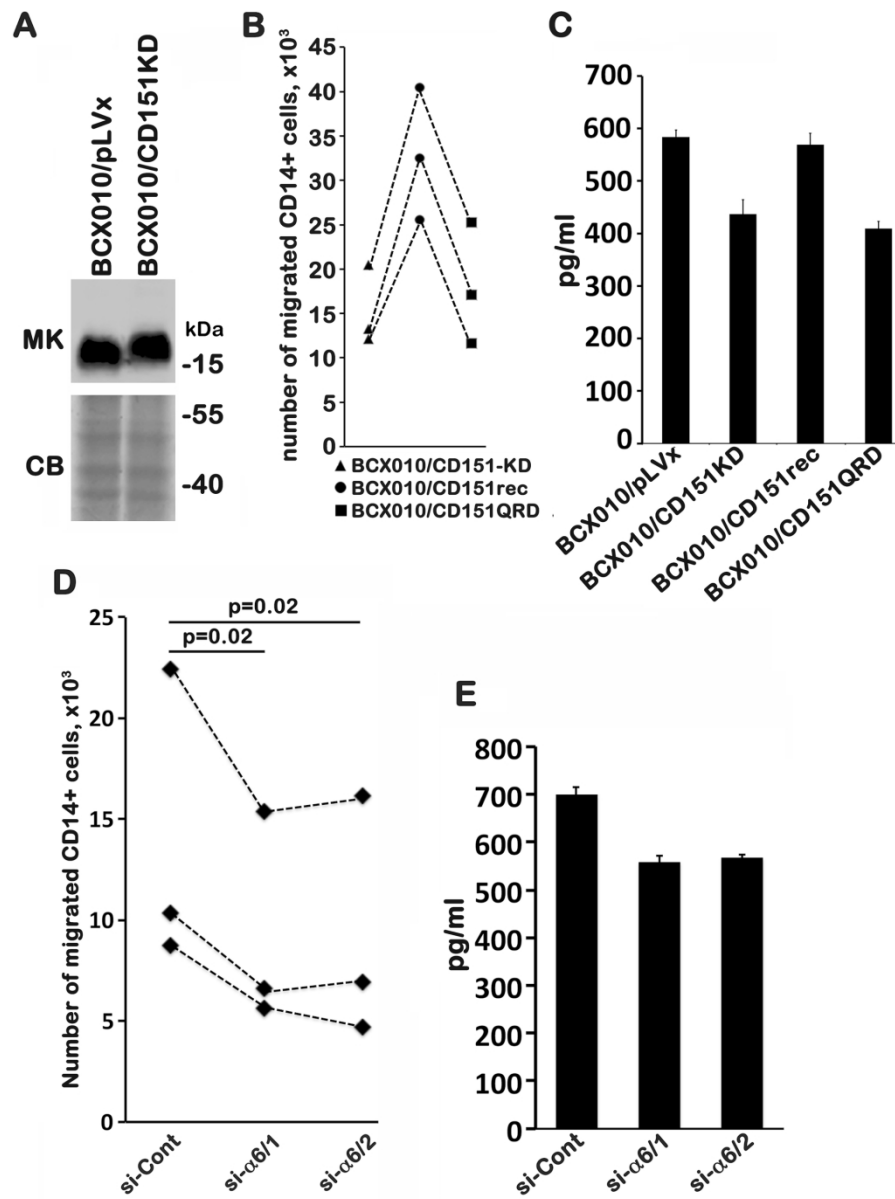 A
BCX010/pLVx
BCX010/CD151KD
MK
kDa
-15
CB
-55
-40
B
number of migrated CD14+ cells, x10³
45
40
35
30
25
20
15
10
5
0
▲ BCX010/CD151-KD
● BCX010/CD151rec
■ BCX010/CD151QRD
C
pg/ml
700
600
500
400
300
200
100
0
BCX010/pLVx
BCX010/CD151KD
BCX010/CD151rec
BCX010/CD151QRD
D
Number of migrated CD14+ cells, x10³
25
20
15
10
5
0
p=0.02
p=0.02
si-Cont
si-α6/1
si-α6/2
E
pg/ml
800
700
600
500
400
300
200
100
0
si-Cont
si-α6/1
si-α6/2